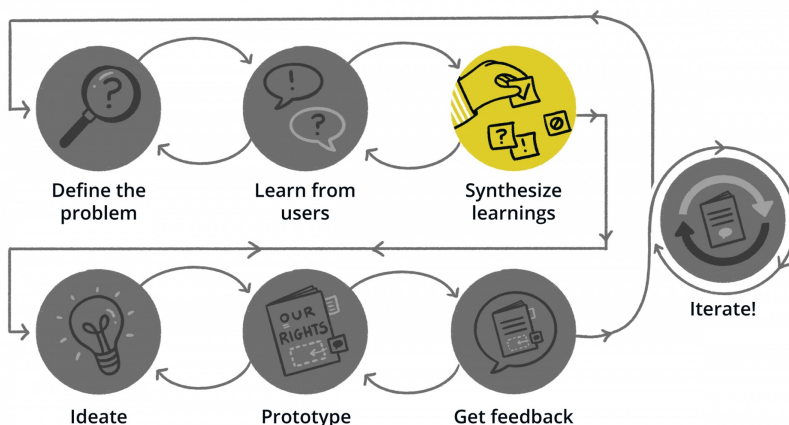 ?
!
?
?
!
Define the
problem
Learn from
users
Synthesize
learnings
OUR
RIGHTS
Iterate!
Ideate
Prototype
Get feedback